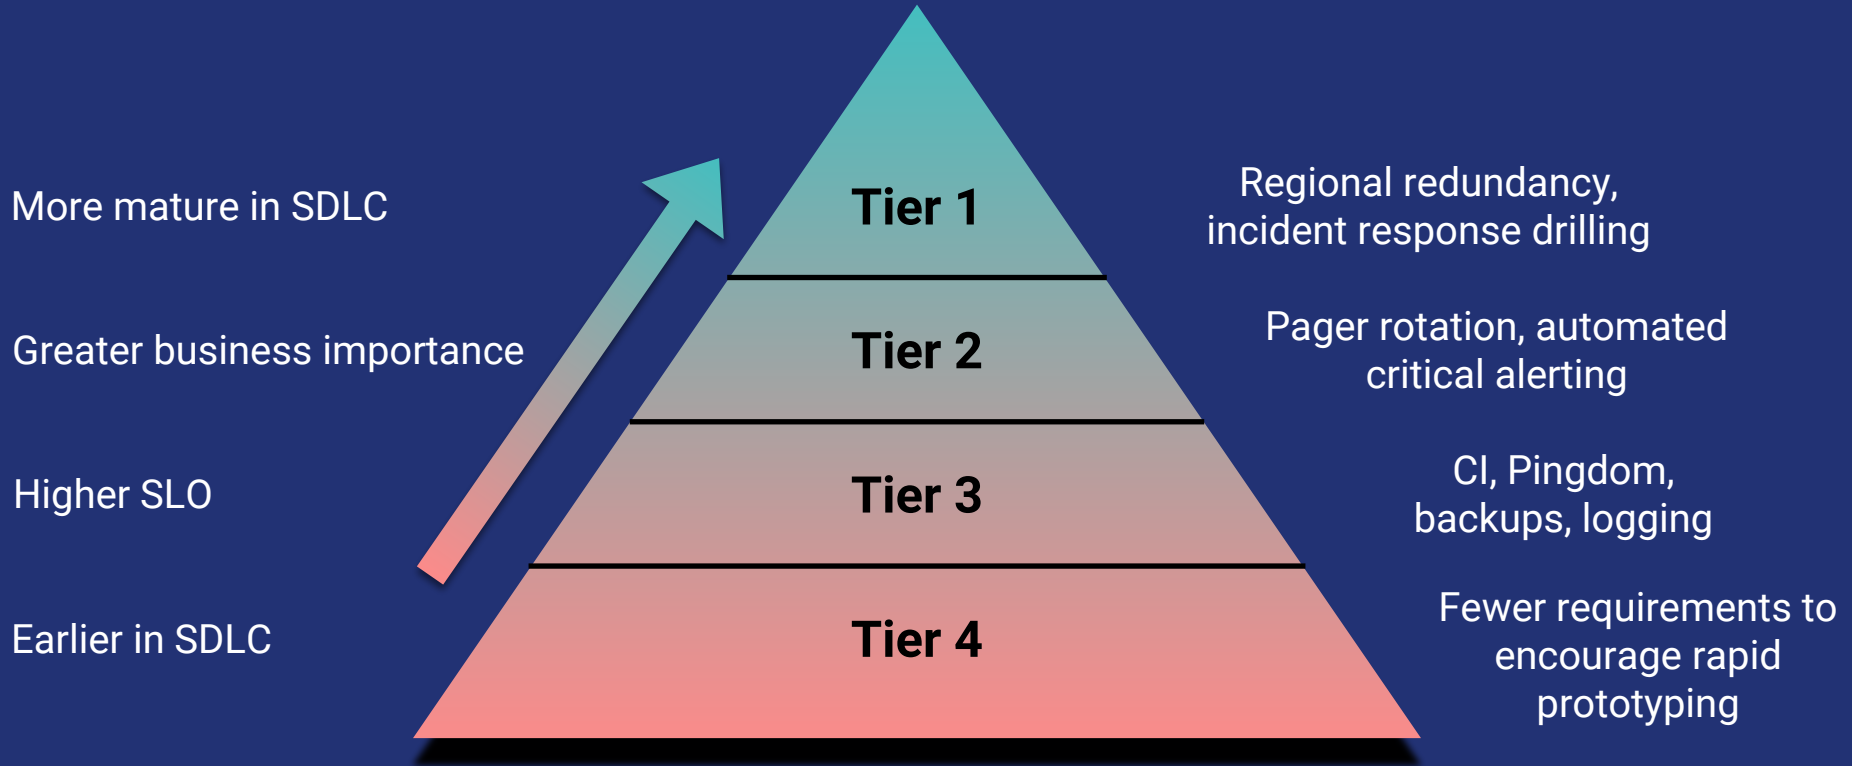 More mature in SDLC
Tier 1
Regional redundancy,
incident response drilling
Greater business importance
Tier 2
Pager rotation, automated
critical alerting
Higher SLO
Tier 3
CI, Pingdom,
backups, logging
Earlier in SDLC
Tier 4
Fewer requirements to
encourage rapid
prototyping